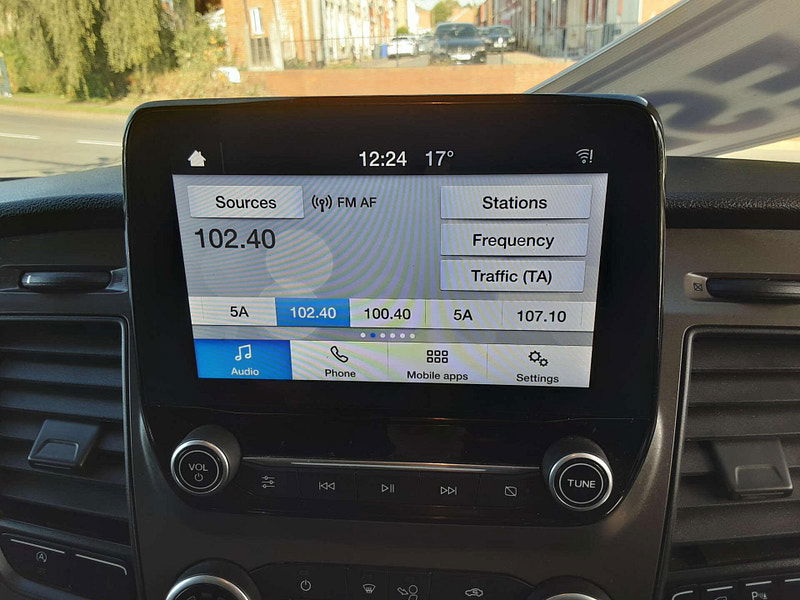 12:24 17°
Sources FM AF Stations
102.40 Frequency
Traffic (TA)
5A 102.40 100.40 5A 107.10
Audio Phone Mobile apps Settings
VOL TUNE
A